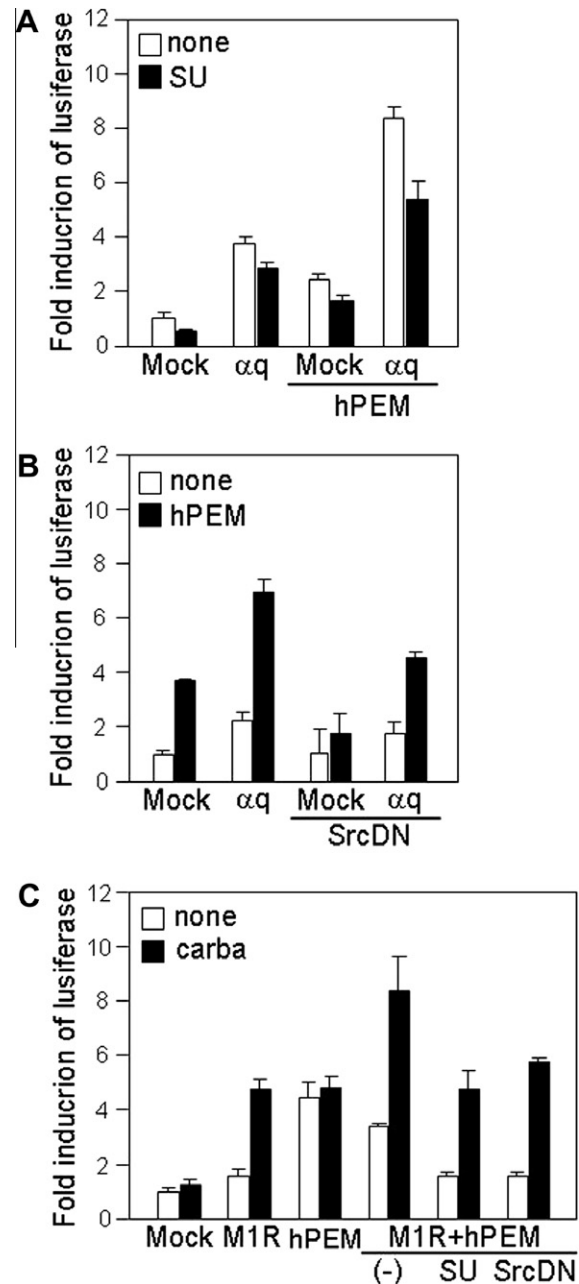 A
none
SU
Fold inducrion of lusiferase
12
10
8
6
4
2
0
Mock αq Mock αq
hPEM
B
none
hPEM
Fold inducrion of lusiferase
12
10
8
6
4
2
0
Mock αq Mock αq
SrcDN
C
none
carba
Fold inducrion of lusiferase
12
10
8
6
4
2
0
Mock M1R hPEM M1R+hPEM
(-) SU SrcDN